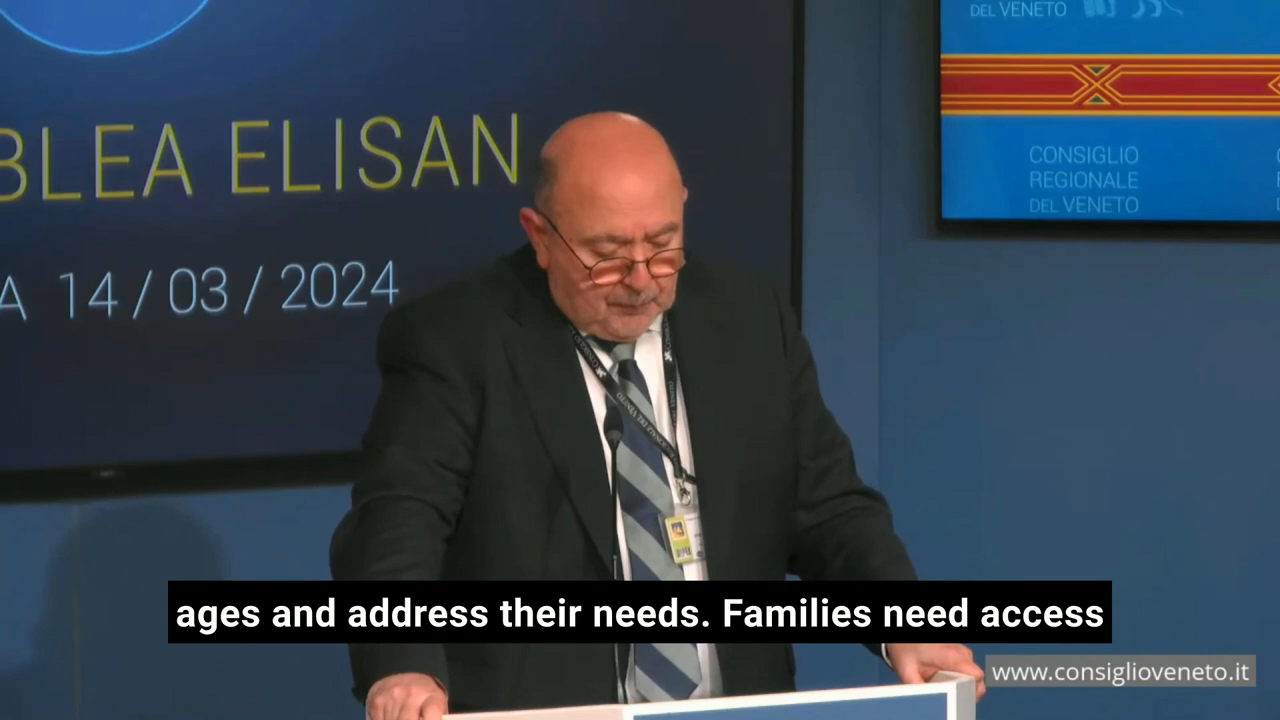 BLEA ELISAN
A 14 / 03 / 2024
DEL VENETO
CONSIGLIO
REGIONALE
DEL VENETO
ages and address their needs. Families need access
www.consiglioveneto.it